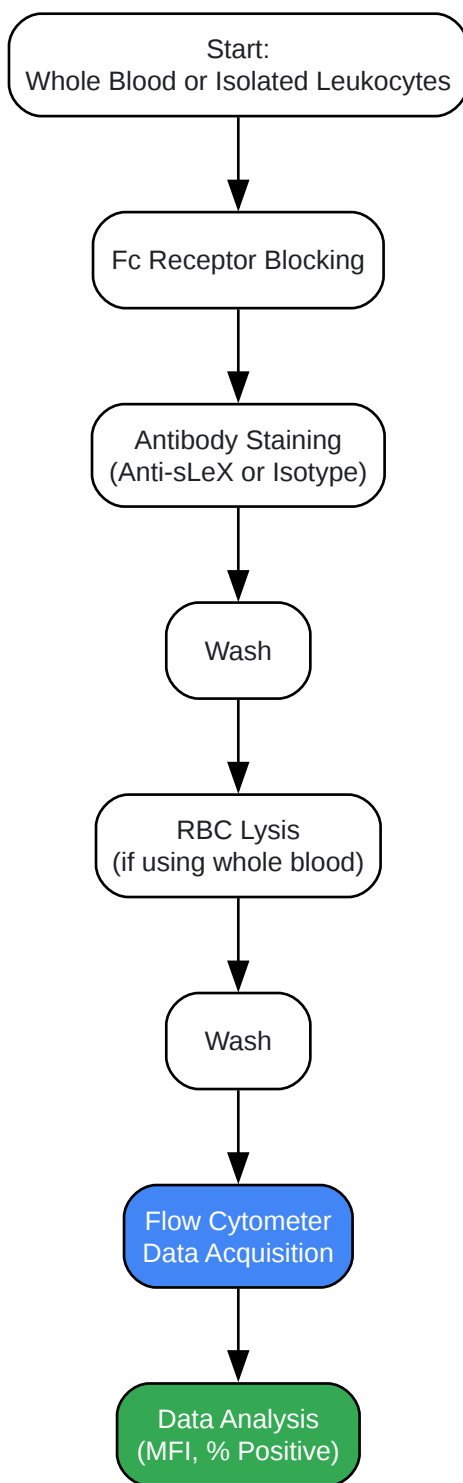 Start:
Whole Blood or Isolated Leukocytes
Fc Receptor Blocking
Antibody Staining
(Anti-sLeX or Isotype)
Wash
RBC Lysis
(if using whole blood)
Wash
Flow Cytometer
Data Acquisition
Data Analysis
(MFI, % Positive)